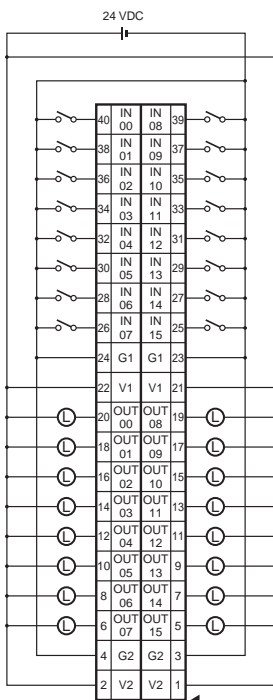 24 VDC
40 IN 00 IN 08 39
38 IN 01 IN 09 37
36 IN 02 IN 10 35
34 IN 03 IN 11 33
32 IN 04 IN 12 31
30 IN 05 IN 13 29
28 IN 06 IN 14 27
26 IN 07 IN 15 25
24 G1 G1 23
22 V1 V1 21
L 20 OUT 00 OUT 08 19 L
L 18 OUT 01 OUT 09 17 L
L 16 OUT 02 OUT 10 15 L
L 14 OUT 03 OUT 11 13 L
L 12 OUT 04 OUT 12 11 L
L 10 OUT 05 OUT 13 9 L
L 8 OUT 06 OUT 14 7 L
L 6 OUT 07 OUT 15 5 L
4 G2 G2 3
2 V2 V2 1